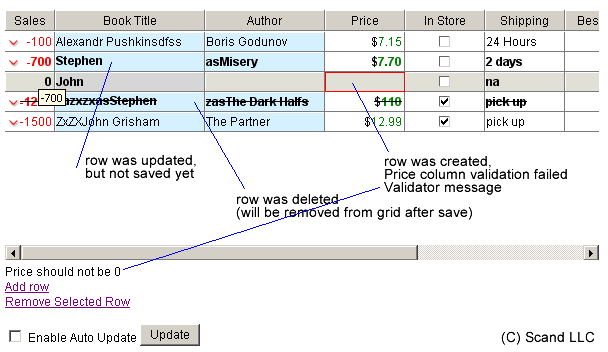 Sales Book Title Author Price In Store Shipping Bes
-100 Alexandr Pushkinsdfss Boris Godunov $7.15 24 Hours
-700 Stephen asMisery $7.70 2 days
0 John na
-700
zasThe Dark Halfs $110 pick up
-1500 ZxZXJohn Grisham The Partner $12.99 pick up
row was updated,
but not saved yet
row was created,
Price column validation failed
Validator message
row was deleted
(will be removed from grid after save)
Price should not be 0
Add row
Remove Selected Row
Enable Auto Update Update
(C) Scand LLC